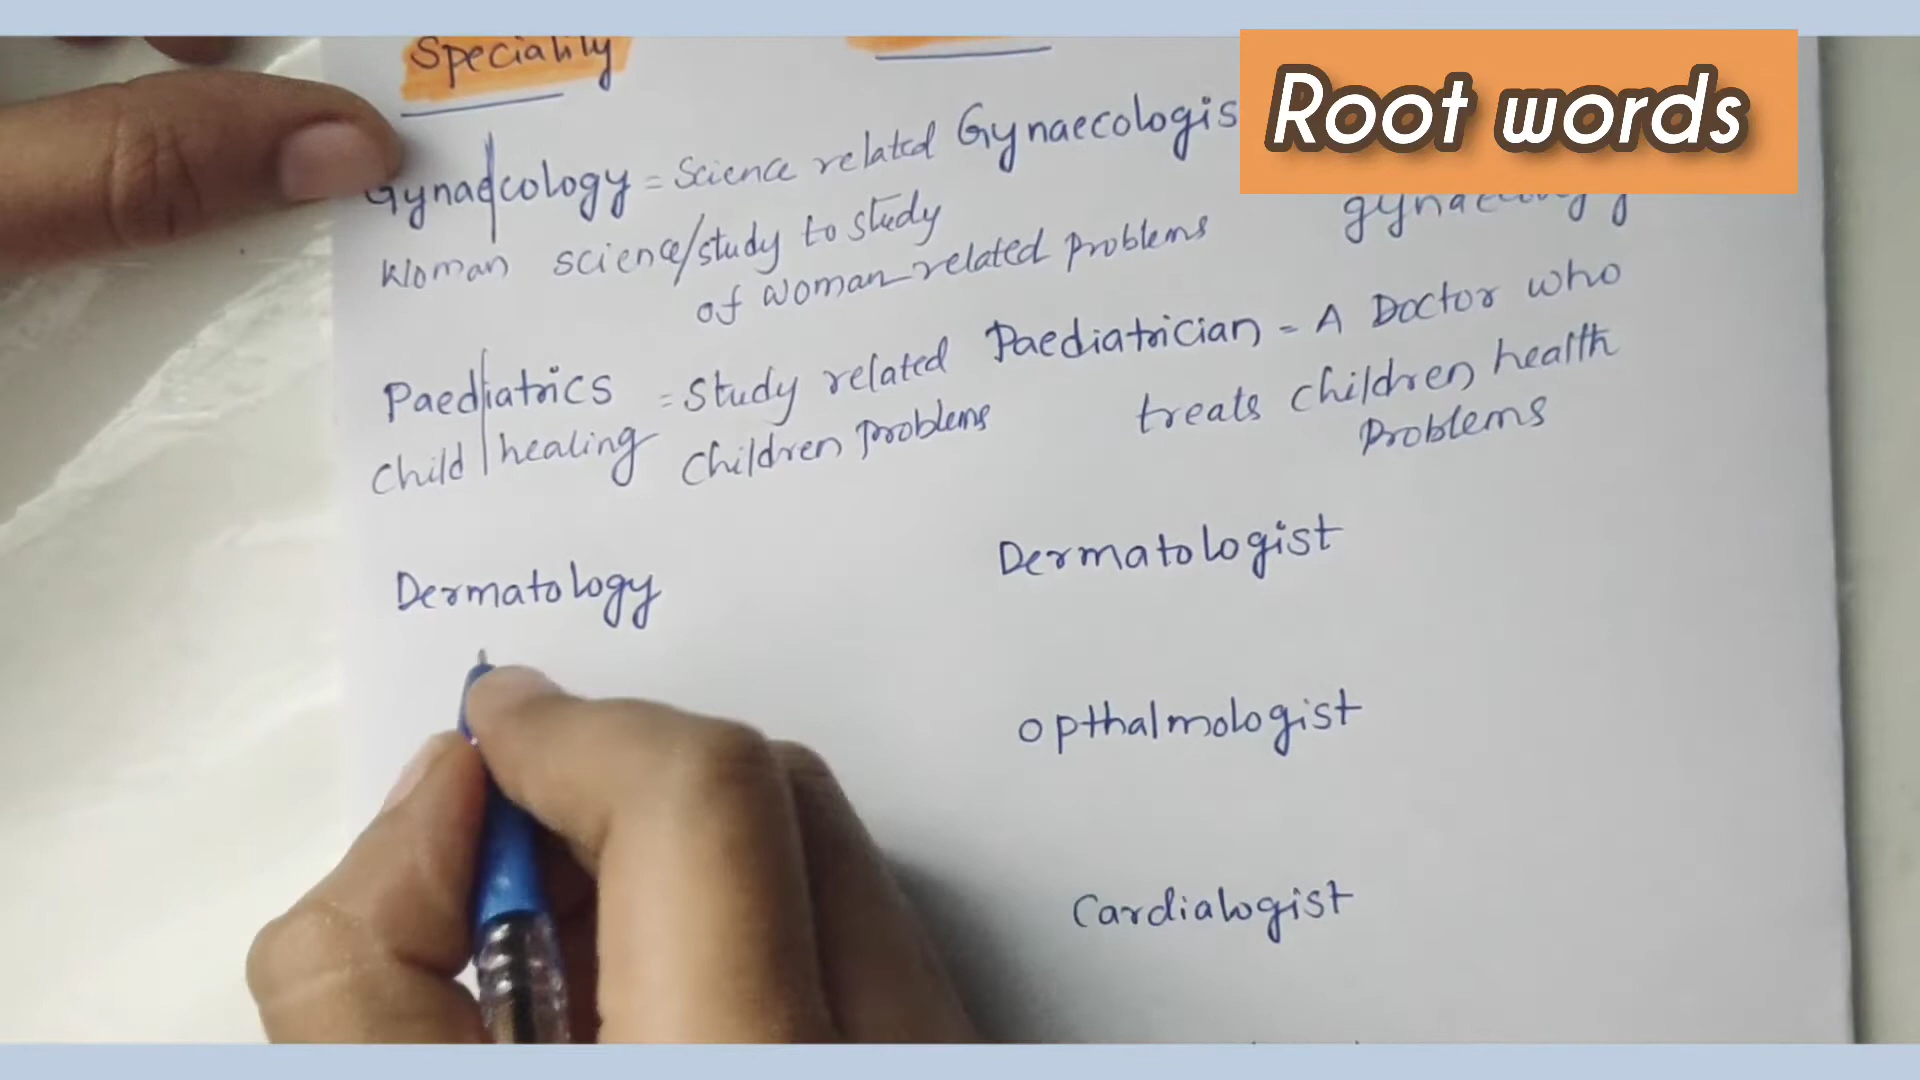 Speciality
Root words
Gynaecology = Science related Gynaecologis
gynaecology
Woman science/study to study
of woman related problems
Paediatrics = Study related Paediatrician = A Doctor who
child healing children problems treats children health
problems
Dermatology Dermatologist
opthalmologist
Cardialogist